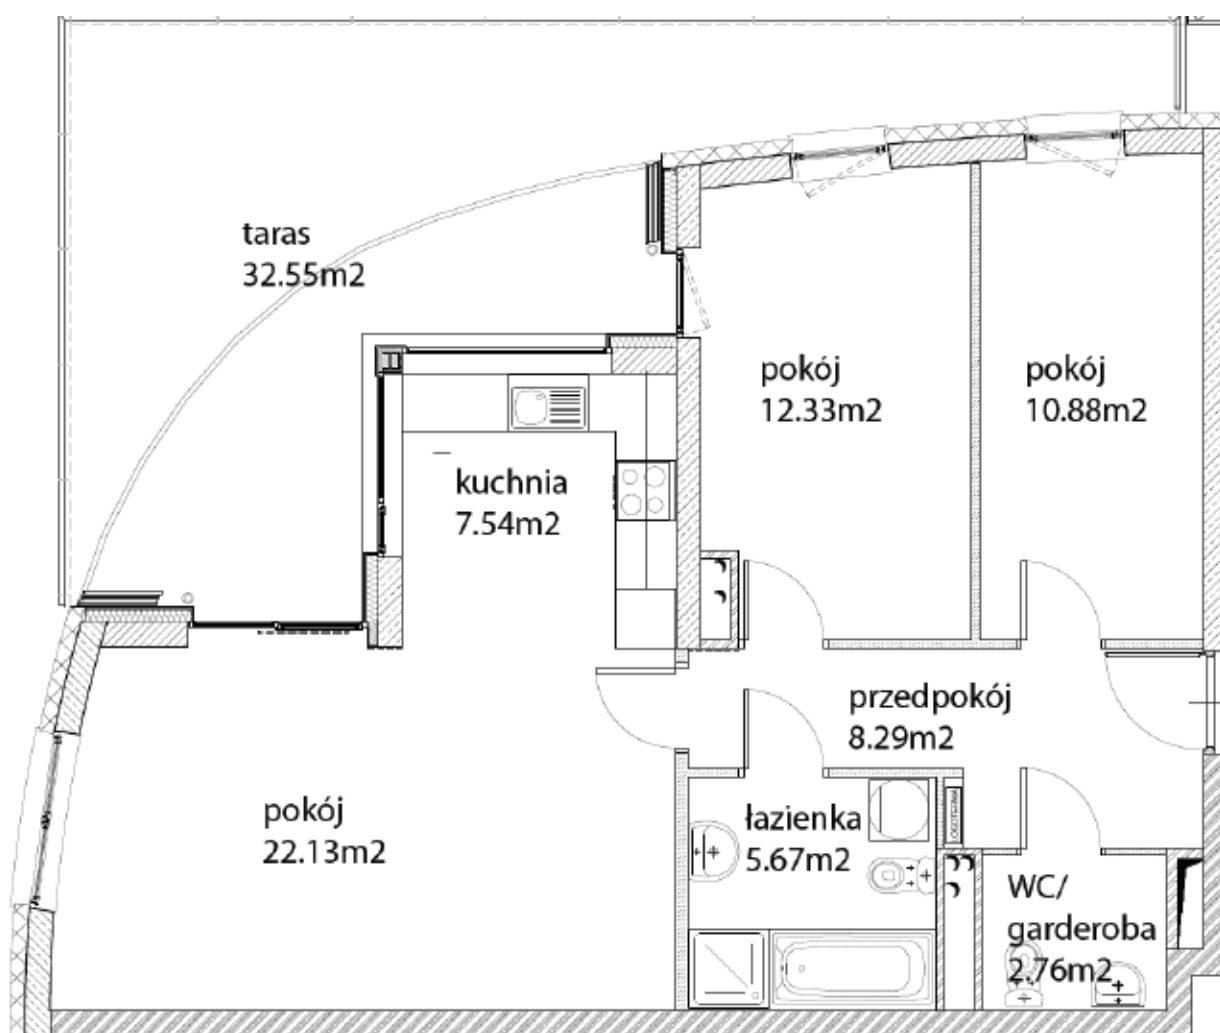 taras
32.55m2
pokój
12.33m2
pokój
10.88m2
kuchnia
7.54m2
przedpokój
8.29m2
pokój
22.13m2
łazienka
5.67m2
WC/
garderoba
2.76m2